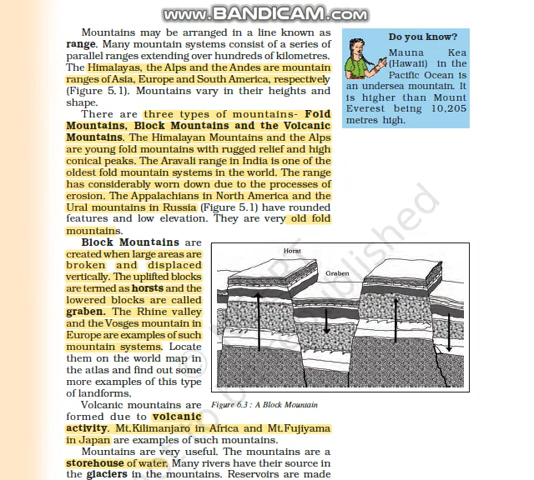 www.BANDICAM.com
Mountains may be arranged in a line known as
range. Many mountain systems consist of a series of
parallel ranges extending over hundreds of kilometres.
The Himalayas, the Alps and the Andes are mountain
ranges of Asia, Europe and South America, respectively
(Figure 5.1). Mountains vary in their heights and
shape.
There are three types of mountains- Fold
Mountains, Block Mountains and the Volcanic
Mountains. The Himalayan Mountains and the Alps
are young fold mountains with rugged relief and high
conical peaks. The Aravali range in India is one of the
oldest fold mountain systems in the world. The range
has considerably worn down due to the processes of
erosion. The Appalachians in North America and the
Ural mountains in Russia (Figure 5.1) have rounded
features and low elevation. They are very old fold
mountains.
Block Mountains are
created when large areas are
broken and displaced
vertically. The uplifted blocks
are termed as horsts and the
lowered blocks are called
graben. The Rhine valley
and the Vosges mountain in
Europe are examples of such
mountain systems. Locate
them on the world map in
the atlas and find out some
more examples of this type
of landforms.
Volcanic mountains are
formed due to volcanic
activity. Mt.Kilimanjaro in Africa and Mt.Fujiyama
in Japan are examples of such mountains.
Mountains are very useful. The mountains are a
storehouse of water. Many rivers have their source in
the glaciers in the mountains. Reservoirs are made
Do you know?
Mauna Kea
(Hawaii) in the
Pacific Ocean is
an undersea mountain. It
is higher than Mount
Everest being 10,205
metres high.
Horst
Graben
Figure 6.3 : A Block Mountain